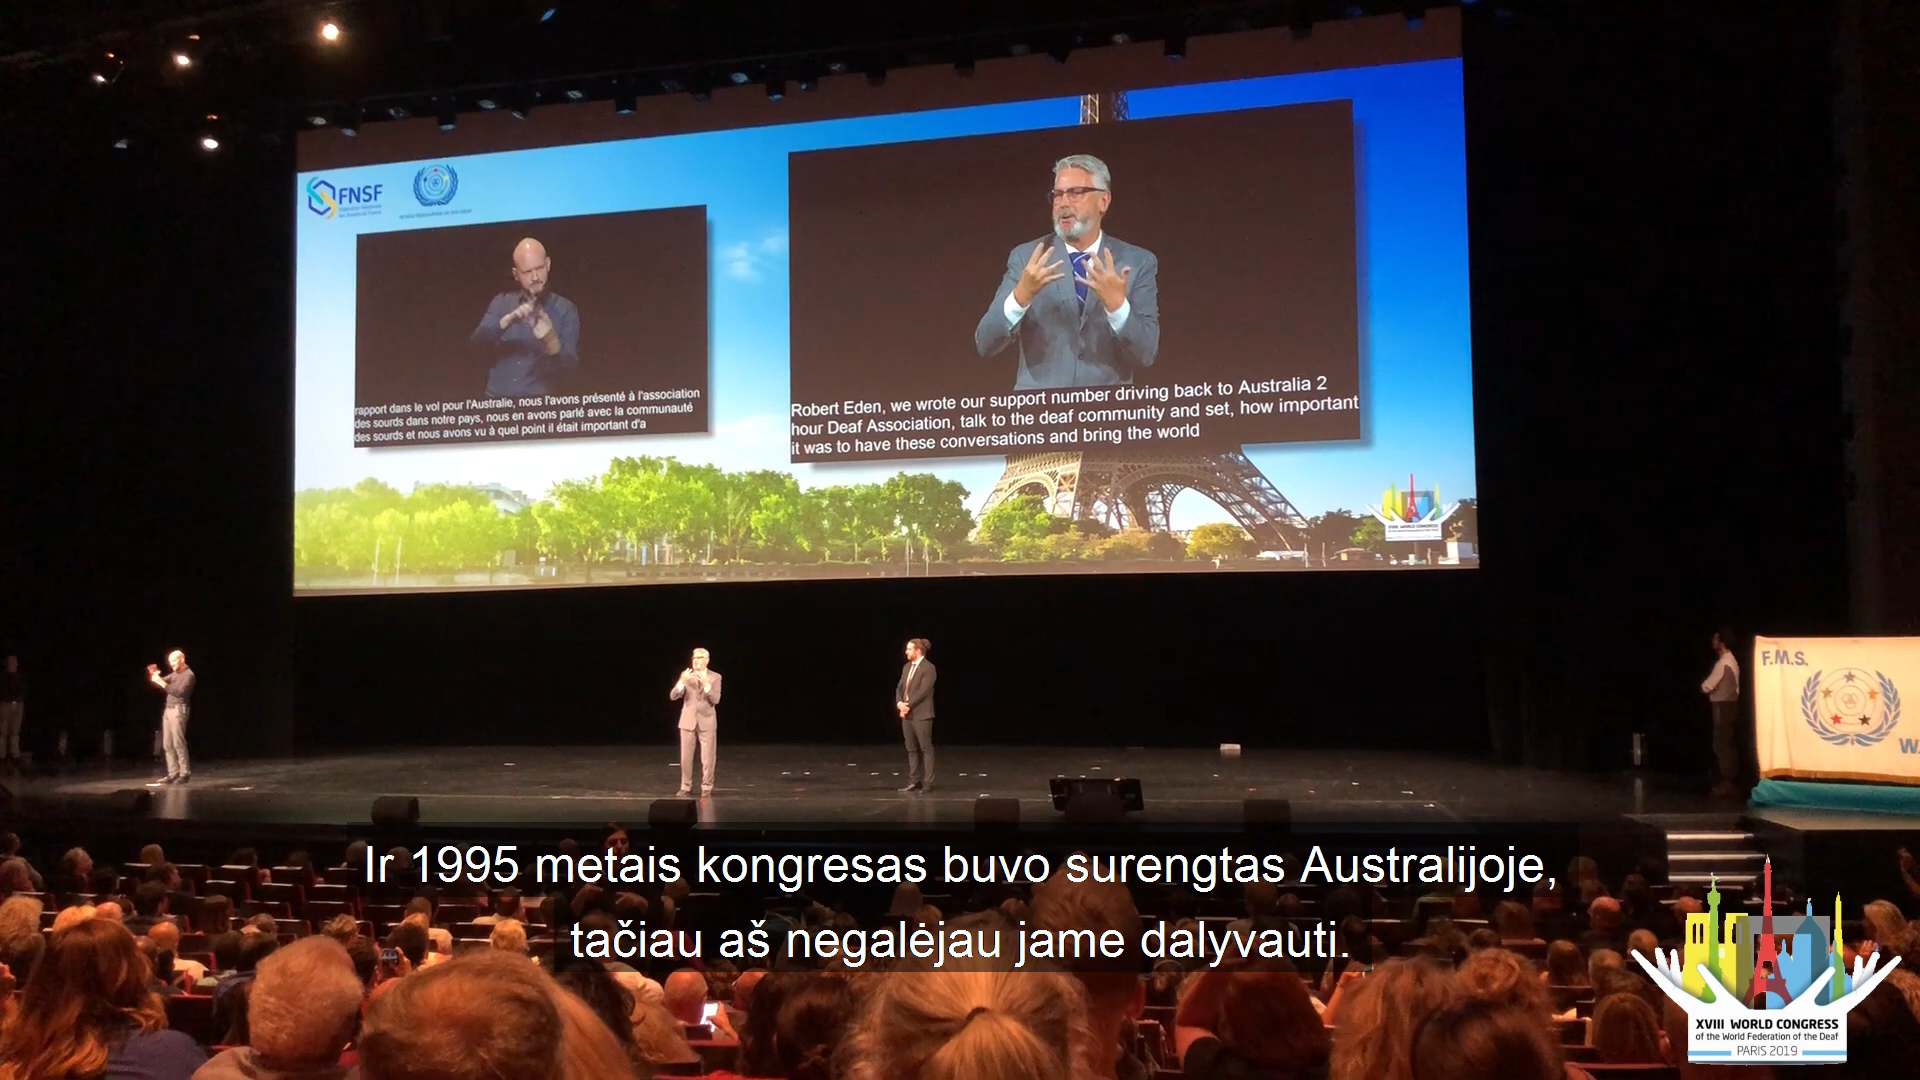 FNSF
rapport dans le vol pour l'Australie, nous l'avons présenté à l'association
des sourds dans notre pays, nous en avons parlé avec la communauté
des sourds et nous avons vu à quel point il était important d'a
Robert Eden, we wrote our support number driving back to Australia 2
hour Deaf Association, talk to the deaf community and set, how important
it was to have these conversations and bring the world
XVIII WORLD CONGRESS
F.M.S.
W.
Ir 1995 metais kongresas buvo surengtas Australijoje,
tačiau aš negalėjau jame dalyvauti.
XVIII WORLD CONGRESS
of the World Federation of the Deaf
PARIS 2019